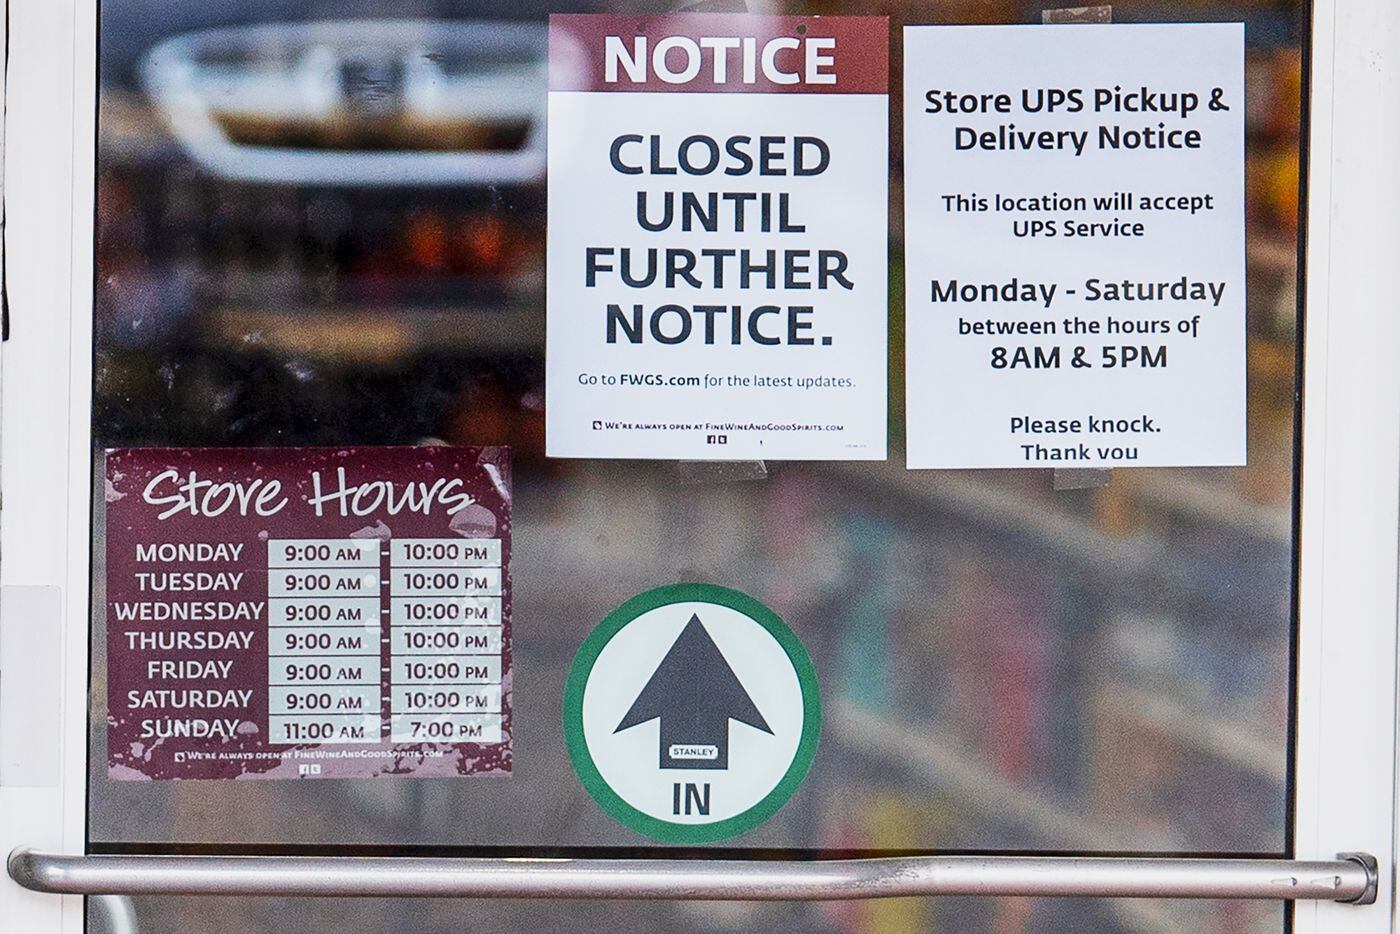 NOTICE
CLOSED
UNTIL
FURTHER
NOTICE.
Go to FWGS.com for the latest updates.
WE'RE ALWAYS OPEN AT FINEWINEANDGOODSPIRITS.COM
Store UPS Pickup &
Delivery Notice
This location will accept
UPS Service
Monday - Saturday
between the hours of
8AM & 5PM
Please knock.
Thank you
Store Hours
MONDAY 9:00 AM - 10:00 PM
TUESDAY 9:00 AM - 10:00 PM
WEDNESDAY 9:00 AM - 10:00 PM
THURSDAY 9:00 AM - 10:00 PM
FRIDAY 9:00 AM - 10:00 PM
SATURDAY 9:00 AM - 10:00 PM
SUNDAY 11:00 AM - 7:00 PM
WE'RE ALWAYS OPEN AT FINEWINEANDGOODSPIRITS.COM
STANLEY
IN